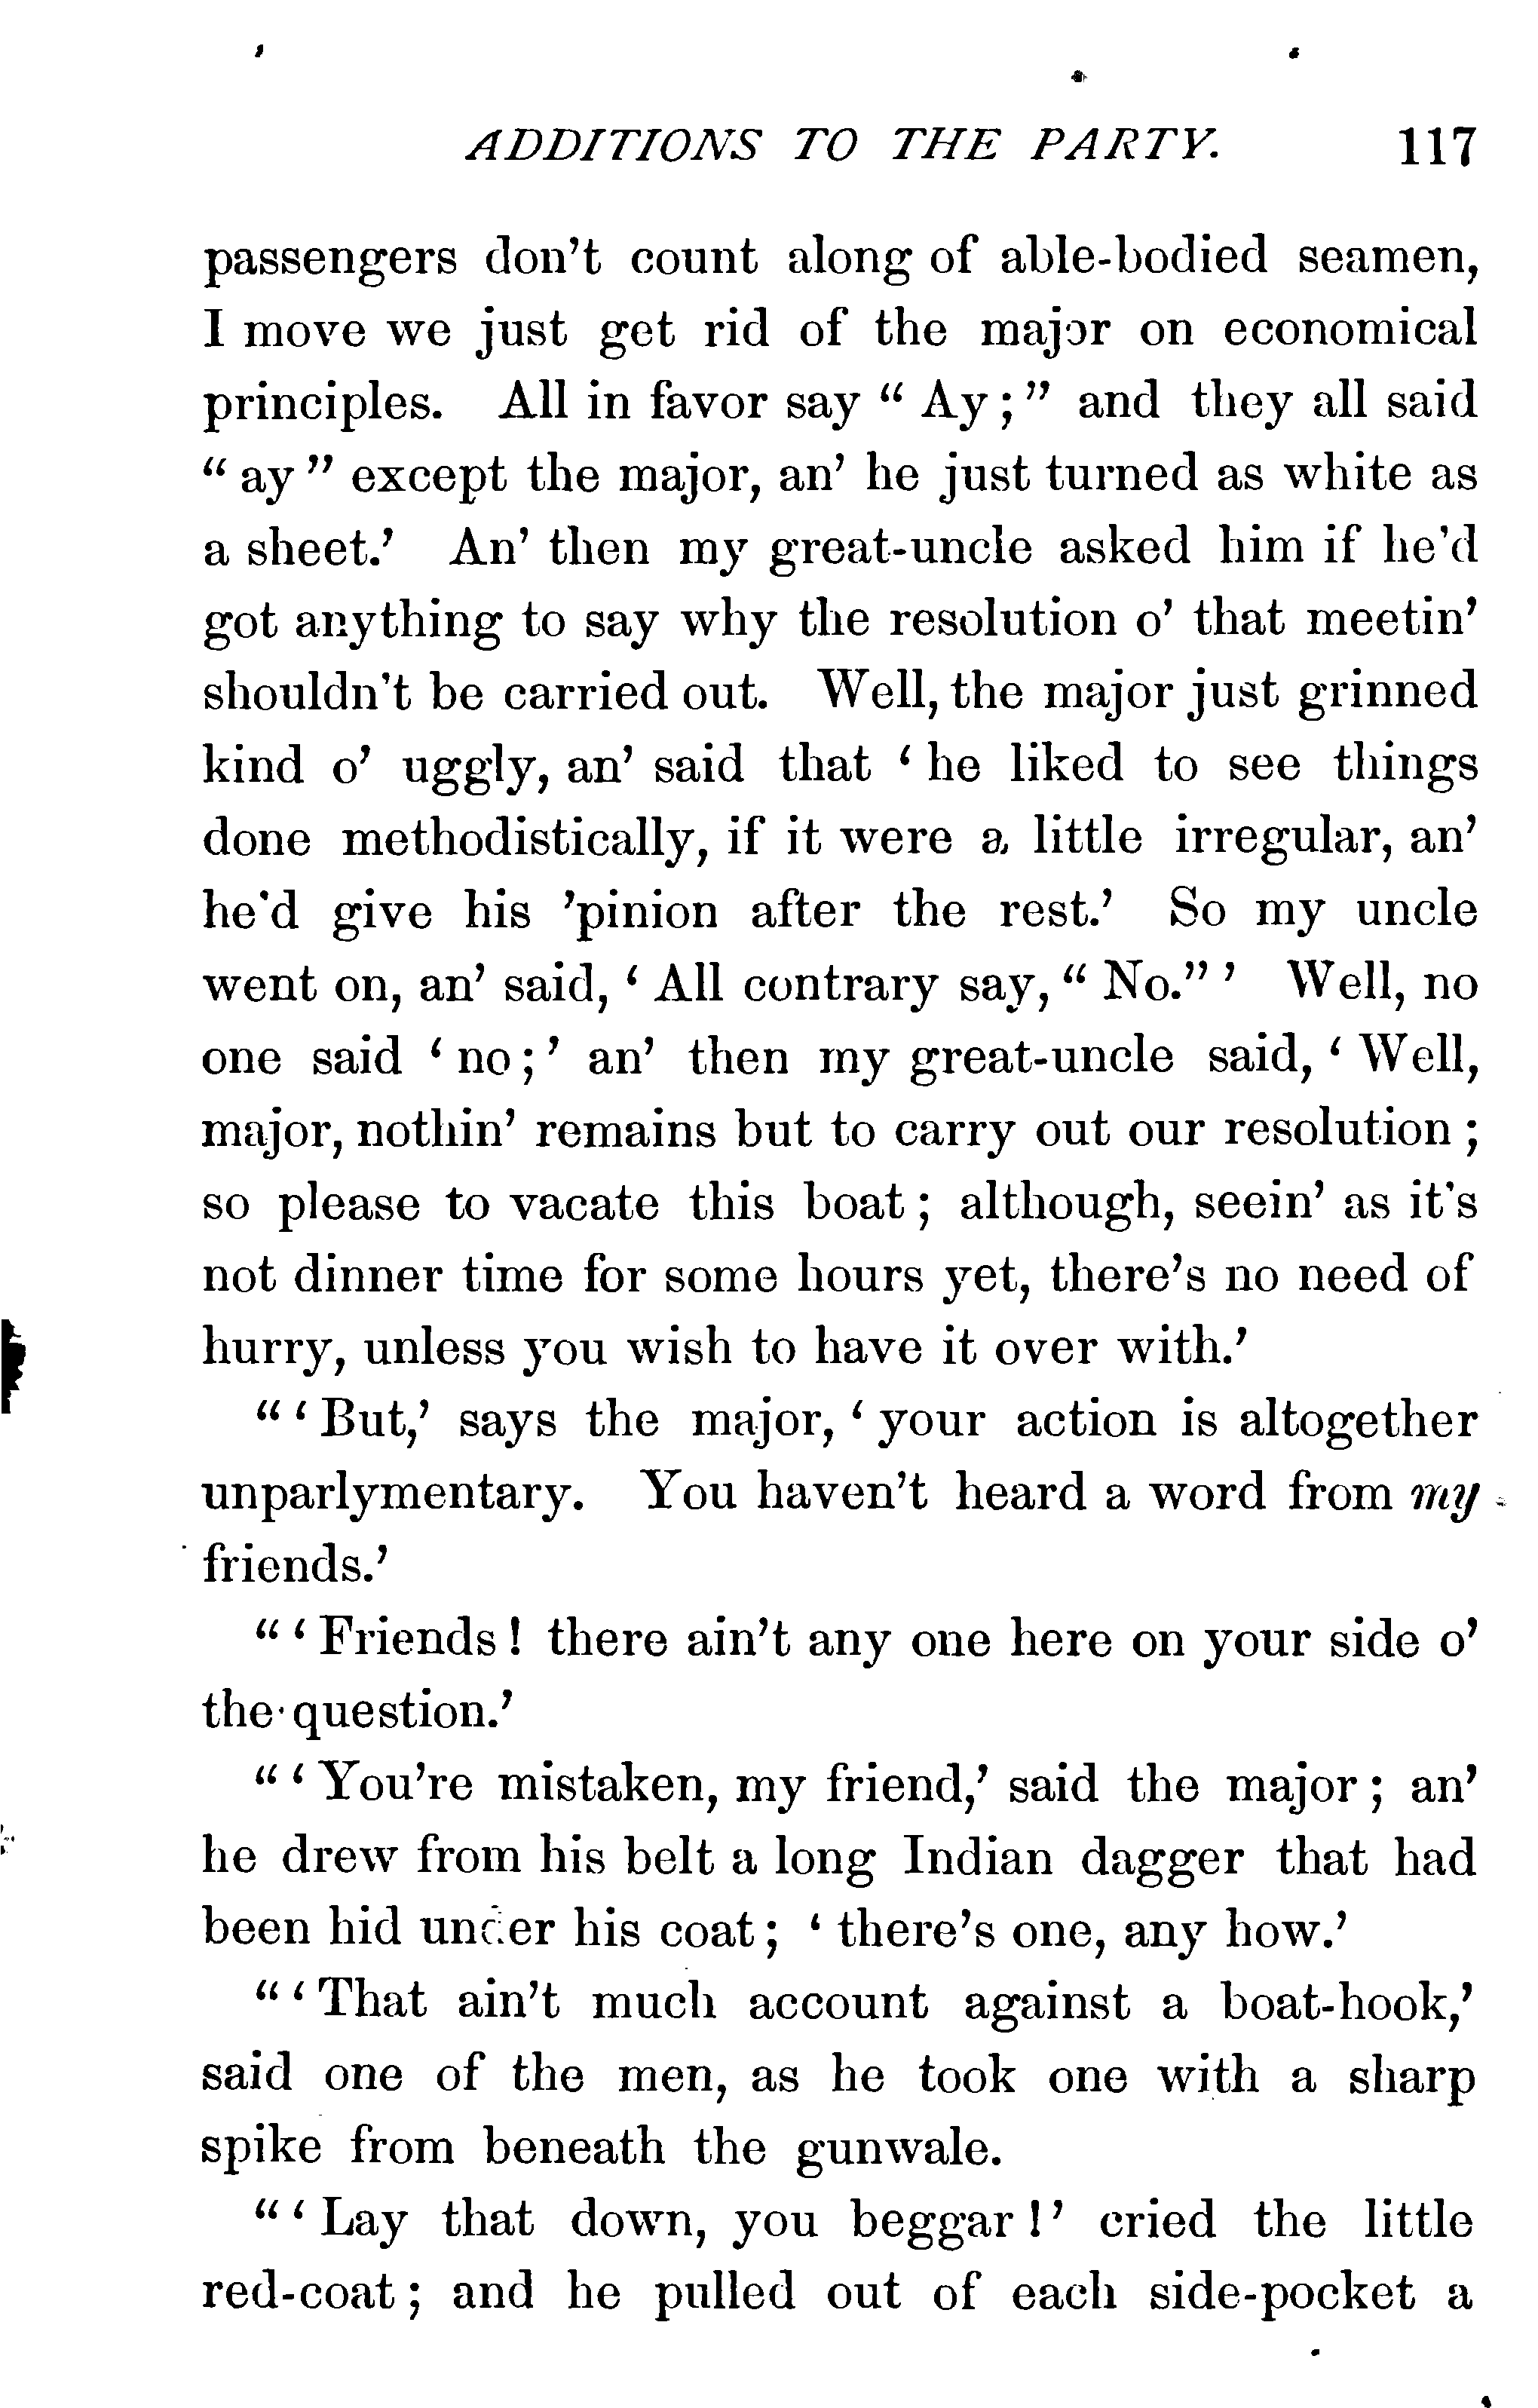 ADDITIONS TO THE PARTY. 117
passengers don't count along of able-bodied seamen,
I move we just get rid of the major on economical
principles. All in favor say “ Ay ; ” and they all said
“ ay ” except the major, an’ he just turned as white as
a sheet.’ An’ then my great-uncle asked him if he'd
got anything to say why the resolution o’ that meetin’
shouldn't be carried out. Well, the major just grinned
kind o’ uggly, an’ said that ‘ he liked to see things
done methodistically, if it were a little irregular, an’
he'd give his ’pinion after the rest.’ So my uncle
went on, an’ said, ‘ All contrary say, “ No.” ’ Well, no
one said ‘ no ; ’ an’ then my great-uncle said, ‘ Well,
major, nothin’ remains but to carry out our resolution ;
so please to vacate this boat ; although, seein’ as it's
not dinner time for some hours yet, there's no need of
hurry, unless you wish to have it over with.’
“ ‘ But,’ says the major, ‘ your action is altogether
unparlymentary. You haven't heard a word from my
friends.’
“ ‘ Friends ! there ain't any one here on your side o’
the question.’
“ ‘ You're mistaken, my friend,’ said the major ; an’
he drew from his belt a long Indian dagger that had
been hid under his coat ; ‘ there's one, any how.’
“ ‘ That ain't much account against a boat-hook,’
said one of the men, as he took one with a sharp
spike from beneath the gunwale.
“ ‘ Lay that down, you beggar ! ’ cried the little
red-coat ; and he pulled out of each side-pocket a